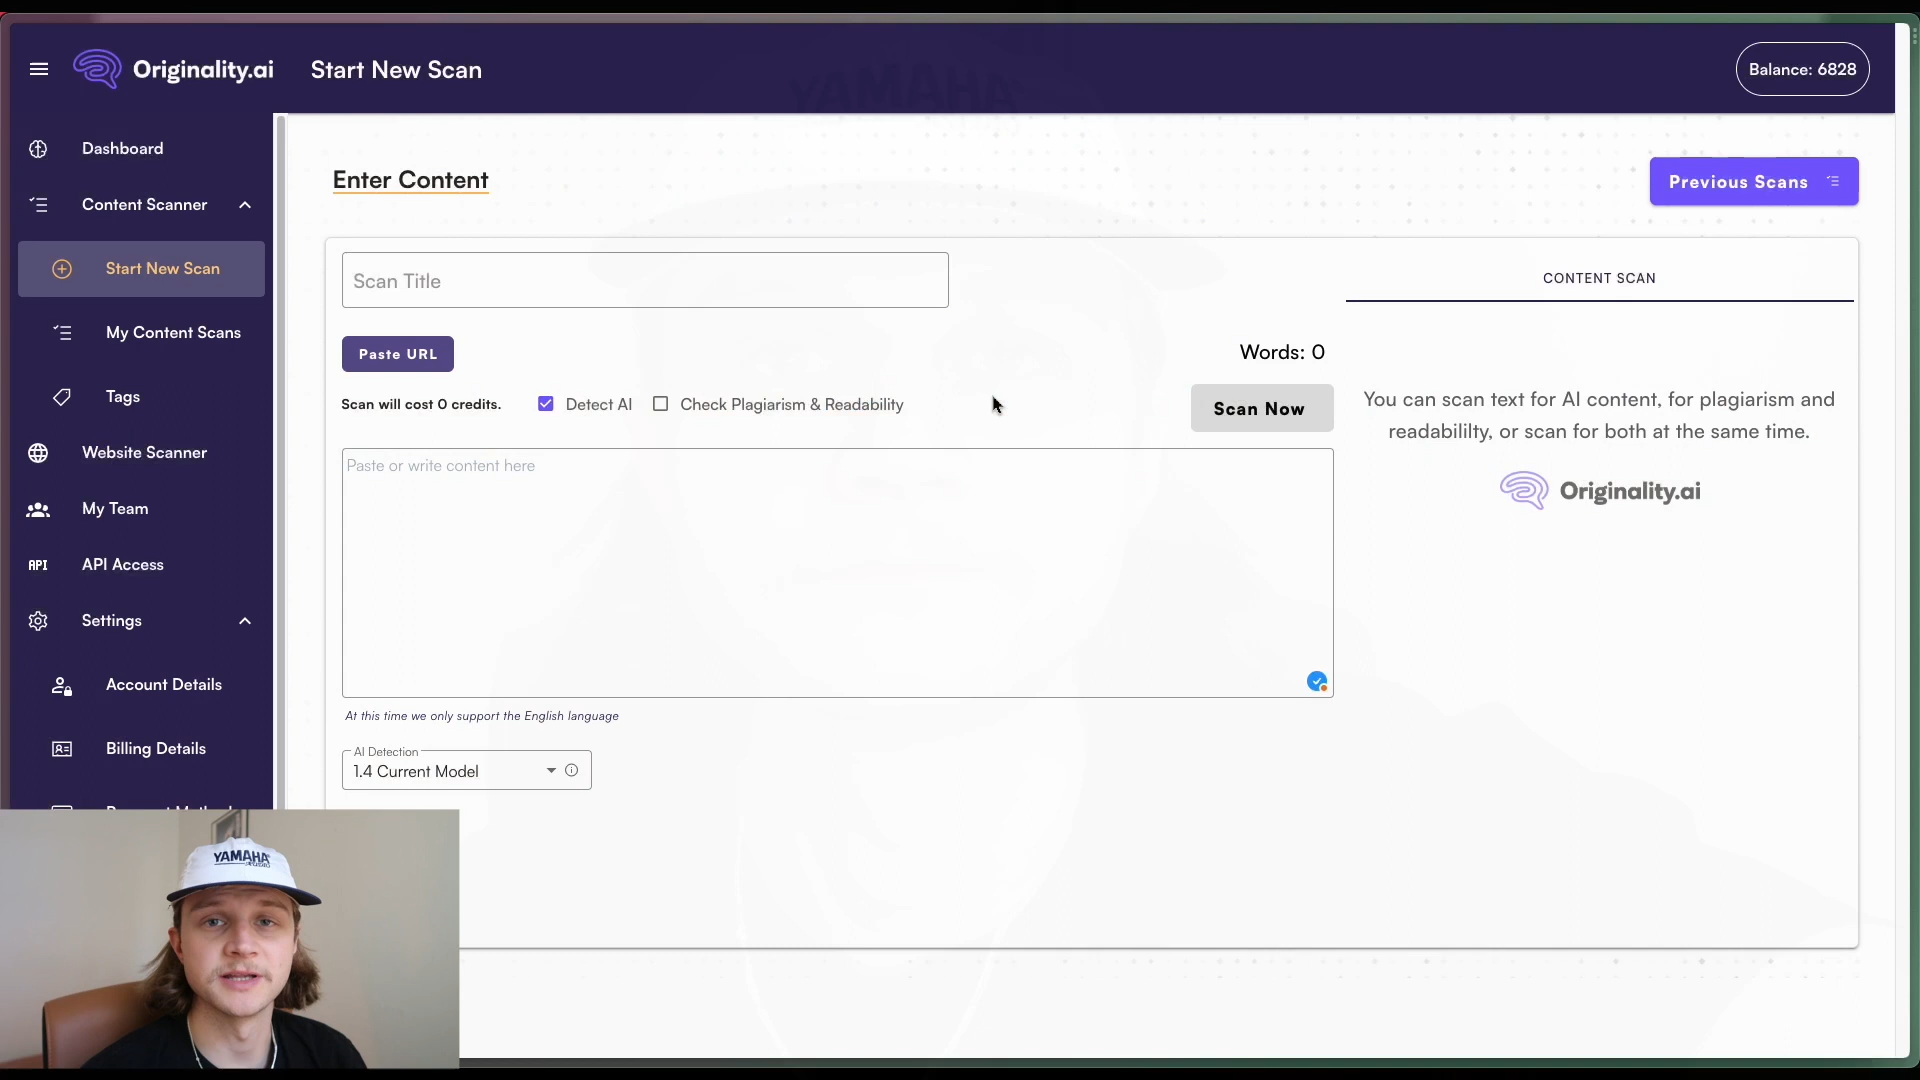 Originality.ai
Start New Scan
Balance: 6828
Dashboard
Content Scanner
Start New Scan
My Content Scans
Tags
Website Scanner
My Team
API
API Access
Settings
Account Details
Billing Details
Enter Content
Previous Scans
Scan Title
Paste URL
Words: 0
Scan will cost 0 credits.
Detect AI
Check Plagiarism & Readability
Scan Now
Paste or write content here
At this time we only support the English language
AI Detection
1.4 Current Model
CONTENT SCAN
You can scan text for AI content, for plagiarism and
readabililty, or scan for both at the same time.
Originality.ai
YAMAHA
YAMAHA